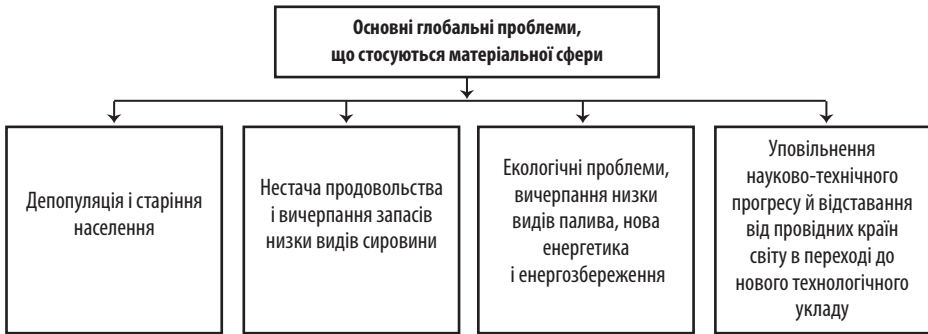 Основні глобальні проблеми,
що стосуються матеріальної сфери
Депопуляція і старіння
населення
Нестача продовольства
і вичерпання запасів
низки видів сировини
Екологічні проблеми,
вичерпання низки
видів палива, нова
енергетика
і енергозбереження
Уповільнення
науково-технічного
прогресу й відставання
від провідних країн
світу в переході до
нового технологічного
укладу